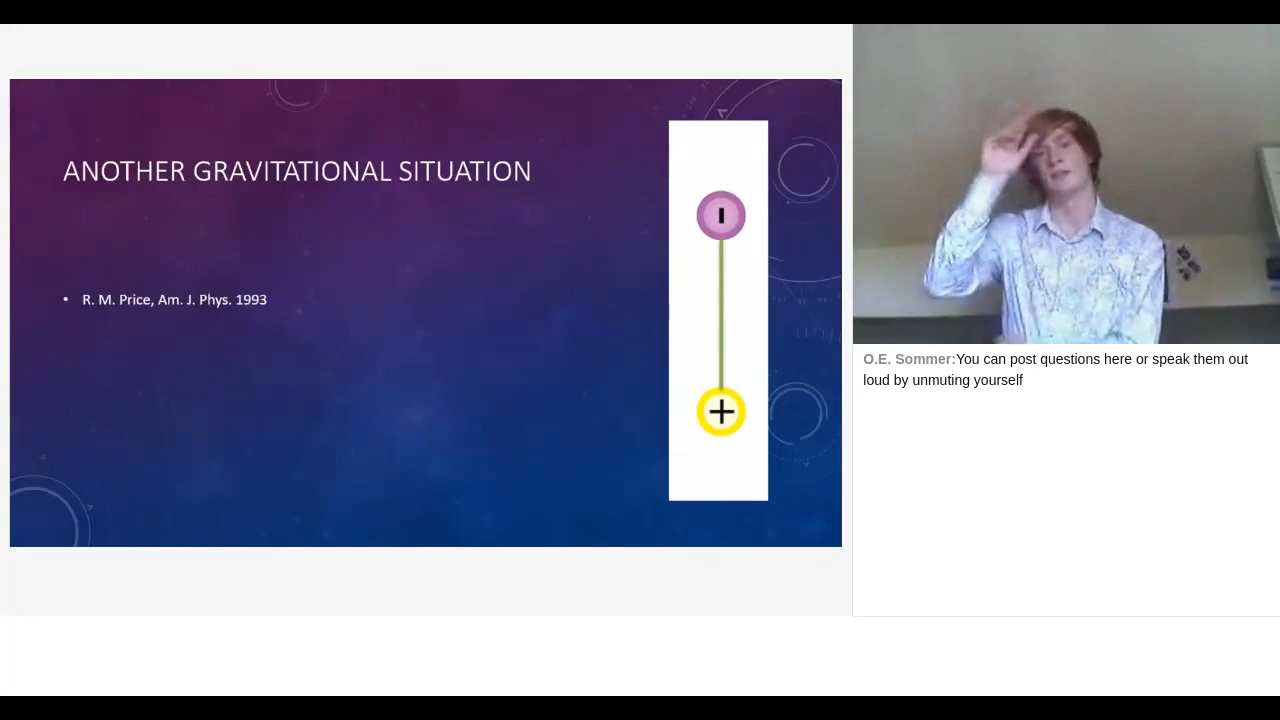 ANOTHER GRAVITATIONAL SITUATION
• R. M. Price, Am. J. Phys. 1993
-
+
O.E. Sommer:You can post questions here or speak them out
loud by unmuting yourself